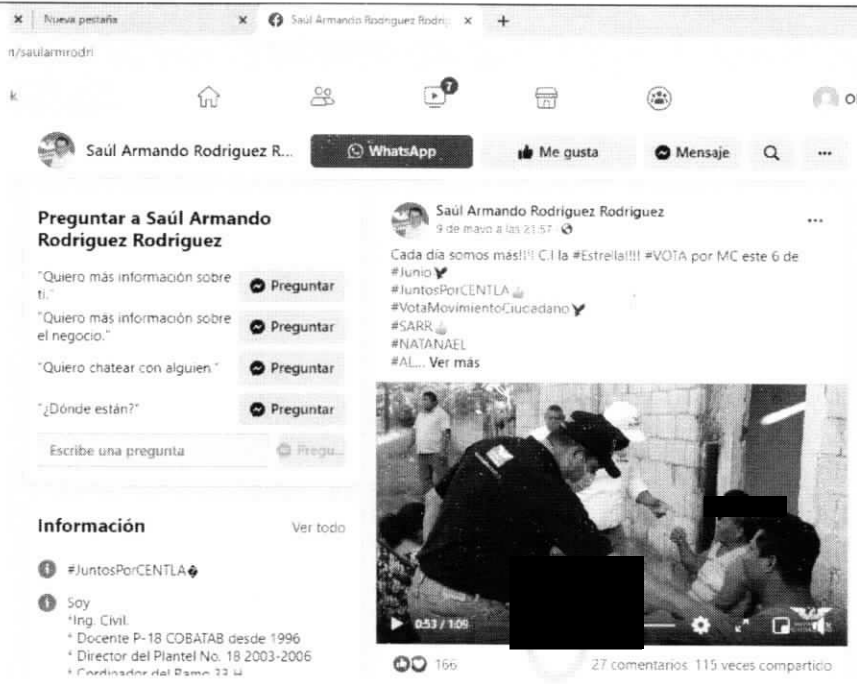 Nueva pestaña
Saúl Armando Rodriguez Rodri
n/saularmrodri
k
7
Saúl Armando Rodriguez R...
WhatsApp
Me gusta
Mensaje
Preguntar a Saúl Armando
Rodriguez Rodriguez
"Quiero más información sobre
ti."
Preguntar
"Quiero más información sobre
el negocio."
Preguntar
"Quiero chatear con alguien."
Preguntar
"¿Dónde están?"
Preguntar
Escribe una pregunta
Pregu...
Información
Ver todo
#JuntosPorCENTLA
Soy
*Ing. Civil.
* Docente P-18 COBATAB desde 1996
* Director del Plantel No. 18 2003-2006
Saúl Armando Rodriguez Rodriguez
9 de mayo a las 21:57
Cada día somos más!!!! C.I la #Estrella!!!! #VOTA por MC este 6 de
#Junio
#JuntosPorCENTLA
#VotaMovimientoCiudadano
#SARR
#NATANAEL
#AL... Ver más
0:53 / 1:09
166
27 comentarios 115 veces compartido